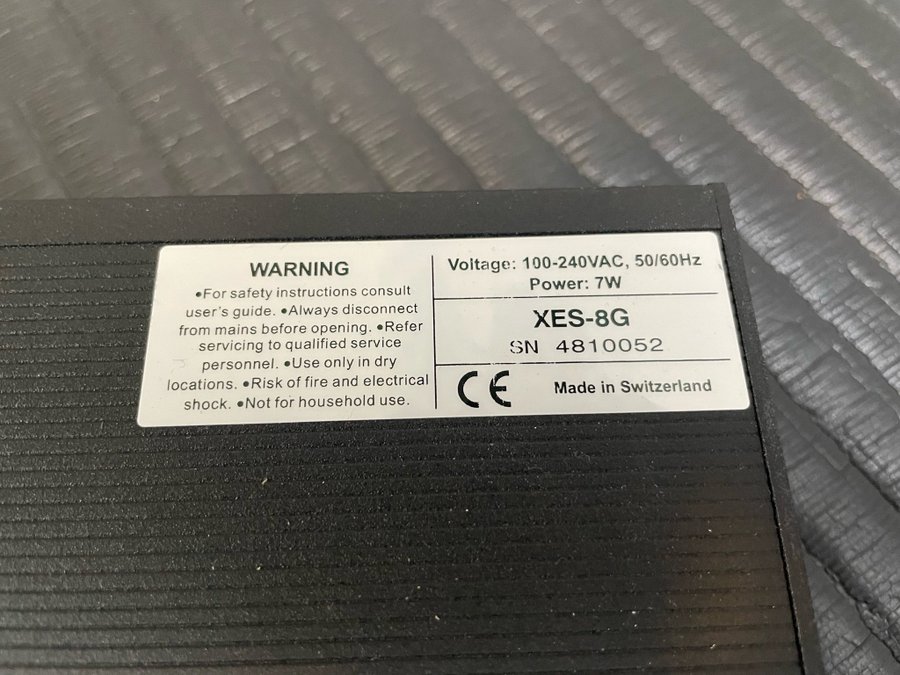 WARNING
•For safety instructions consult
user's guide. •Always disconnect
from mains before opening. •Refer
servicing to qualified service
personnel. •Use only in dry
locations. •Risk of fire and electrical
shock. •Not for household use.
Voltage: 100-240VAC, 50/60Hz
Power: 7W
XES-8G
SN 4810052
CE
Made in Switzerland